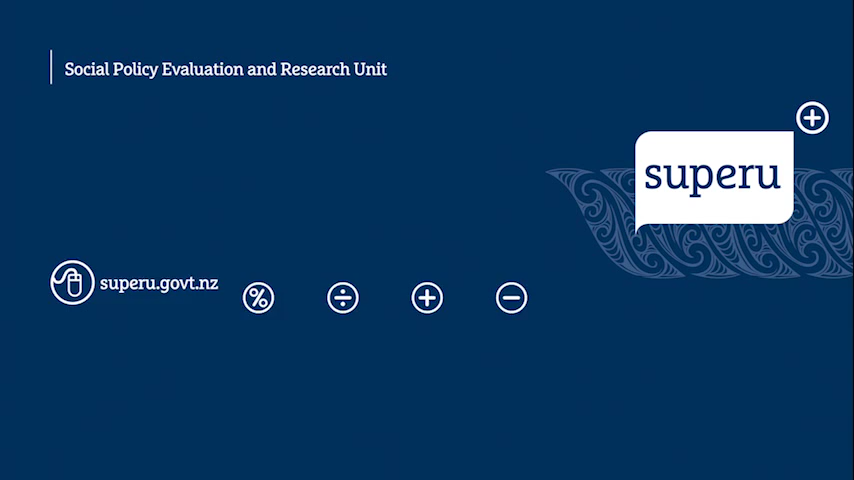 Social Policy Evaluation and Research Unit
superu
superu.govt.nz
% ÷ + −